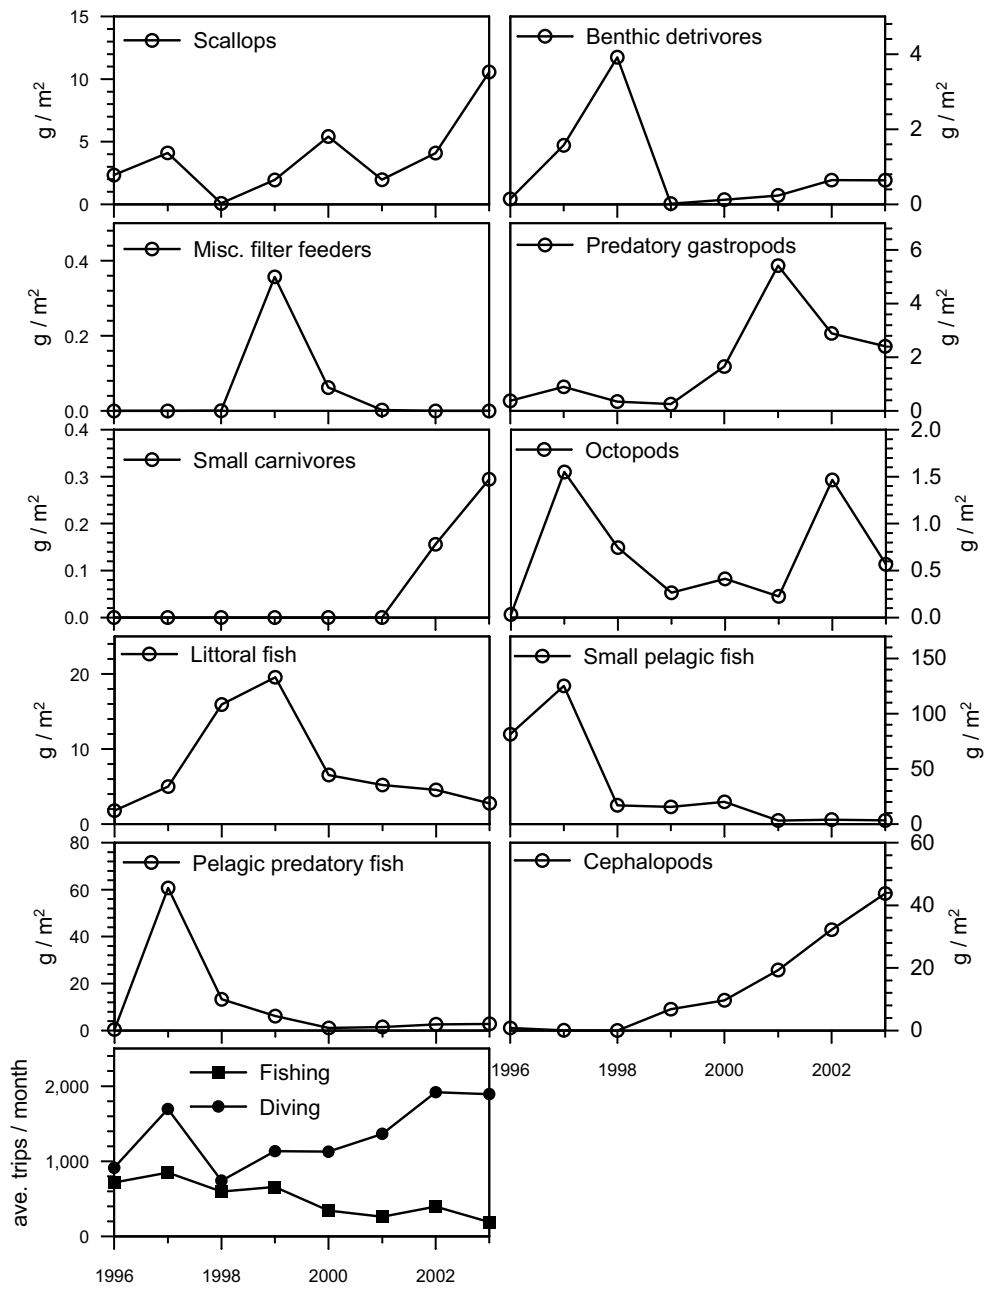 15
10
5
0
g / m²
Scallops
Benthic detrivores
4
2
0
g / m²
0.4
0.2
0.0
g / m²
Misc. filter feeders
Predatory gastropods
6
4
2
0
g / m²
0.4
0.3
0.2
0.1
0.0
g / m²
Small carnivores
Octopods
2.0
1.5
1.0
0.5
0.0
g / m²
20
10
0
g / m²
Littoral fish
Small pelagic fish
150
100
50
0
g / m²
80
60
40
20
0
g / m²
Pelagic predatory fish
Cephalopods
60
40
20
0
g / m²
1996 1998 2000 2002
2,000
1,000
0
ave. trips / month
Fishing
Diving
1996 1998 2000 2002